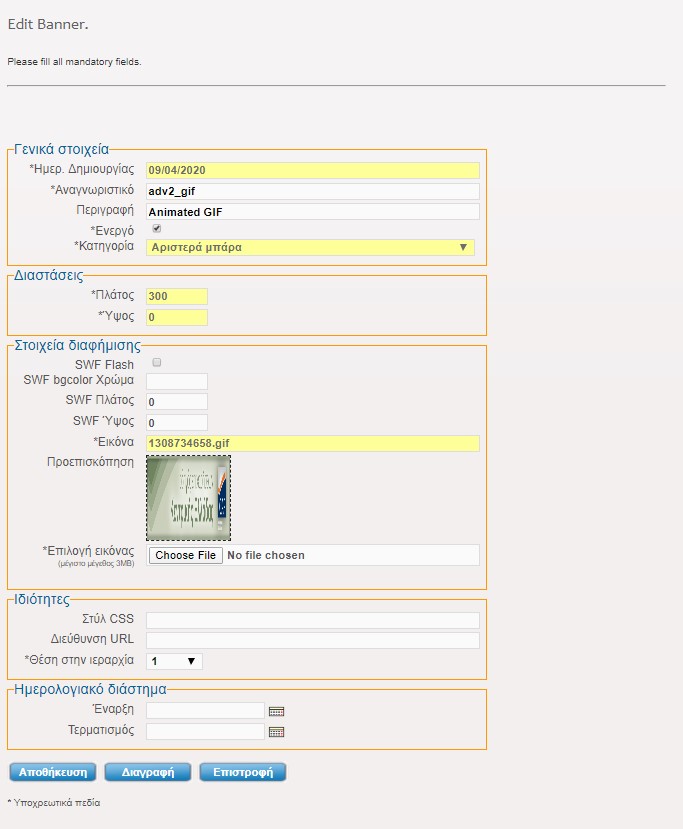 Edit Banner.
Please fill all mandatory fields.
Γενικά στοιχεία
*Ημερ. Δημιουργίας 09/04/2020
*Αναγνωριστικό adv2_gif
Περιγραφή Animated GIF
*Ενεργό
*Κατηγορία Αριστερά μπάρα
Διαστάσεις
*Πλάτος 300
*Ύψος 0
Στοιχεία διαφήμισης
SWF Flash
SWF bgcolor Χρώμα
SWF Πλάτος 0
SWF Ύψος 0
*Εικόνα 1308734658.gif
Προεπισκόπηση
*Επιλογή εικόνας Choose File No file chosen
(μέγιστο μέγεθος 3MB)
Ιδιότητες
Στύλ CSS
Διεύθυνση URL
*Θέση στην ιεραρχία 1
Ημερολογιακό διάστημα
Έναρξη
Τερματισμός
Αποθήκευση Διαγραφή Επιστροφή
* Υποχρεωτικά πεδία